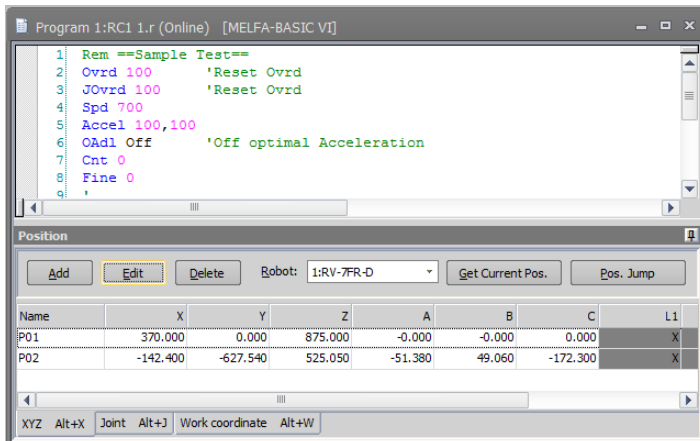 Program 1:RC1 1.r (Online) [MELFA-BASIC VI]
1 Rem ==Sample Test==
2 Ovrd 100 'Reset Ovrd
3 JOvrd 100 'Reset Ovrd
4 Spd 700
5 Accel 100,100
6 OAdl Off 'Off optimal Acceleration
7 Cnt 0
8 Fine 0
9 '
Position
Add Edit Delete Robot: 1:RV-7FR-D Get Current Pos. Pos. Jump
Name X Y Z A B C L1
P01 370.000 0.000 875.000 -0.000 -0.000 0.000 X
P02 -142.400 -627.540 525.050 -51.380 49.060 -172.300 X
XYZ Alt+X Joint Alt+J Work coordinate Alt+W